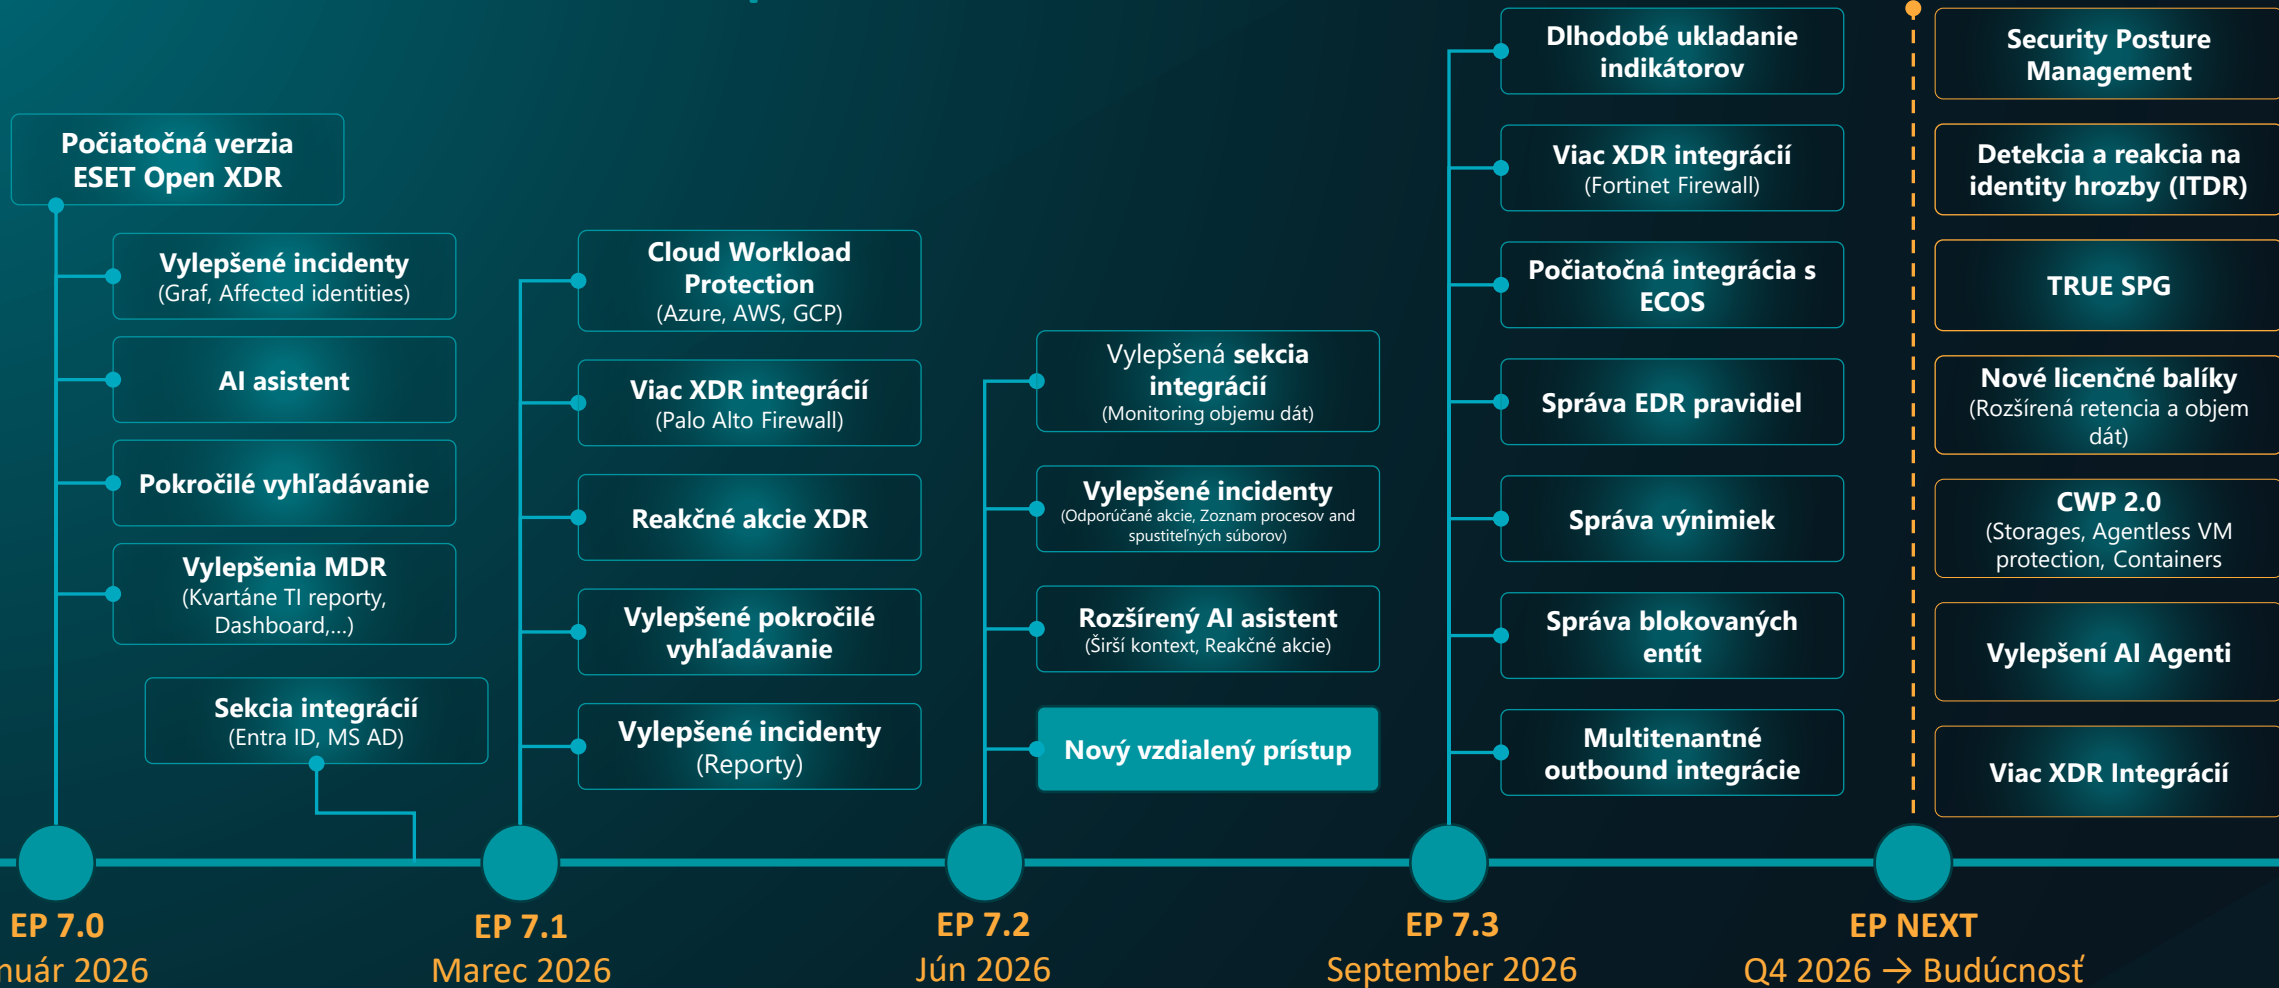 Počiatočná verzia
ESET Open XDR
Vylepšené incidenty
(Graf, Affected identities)
AI asistent
Pokročilé vyhľadávanie
Vylepšenia MDR
(Kvartáne TI reporty,
Dashboard,...)
Sekcia integrácií
(Entra ID, MS AD)
EP 7.0
nuár 2026
Cloud Workload
Protection
(Azure, AWS, GCP)
Viac XDR integrácií
(Palo Alto Firewall)
Reakčné akcie XDR
Vylepšené pokročilé
vyhľadávanie
Vylepšené incidenty
(Reporty)
EP 7.1
Marec 2026
Vylepšená sekcia
integrácií
(Monitoring objemu dát)
Vylepšené incidenty
(Odporúčané akcie, Zoznam procesov and
spustiteľných súborov)
Rozšírený AI asistent
(Širší kontext, Reakčné akcie)
Nový vzdialený prístup
EP 7.2
Jún 2026
Dlhodobé ukladanie
indikátorov
Viac XDR integrácií
(Fortinet Firewall)
Počiatočná integrácia s
ECOS
Správa EDR pravidiel
Správa výnimiek
Správa blokovaných
entít
Multitenantné
outbound integrácie
EP 7.3
September 2026
Security Posture
Management
Detekcia a reakcia na
identity hrozby (ITDR)
TRUE SPG
Nové licenčné balíky
(Rozšírená retencia a objem
dát)
CWP 2.0
(Storages, Agentless VM
protection, Containers
Vylepšení AI Agenti
Viac XDR Integrácií
EP NEXT
Q4 2026 → Budúcnosť